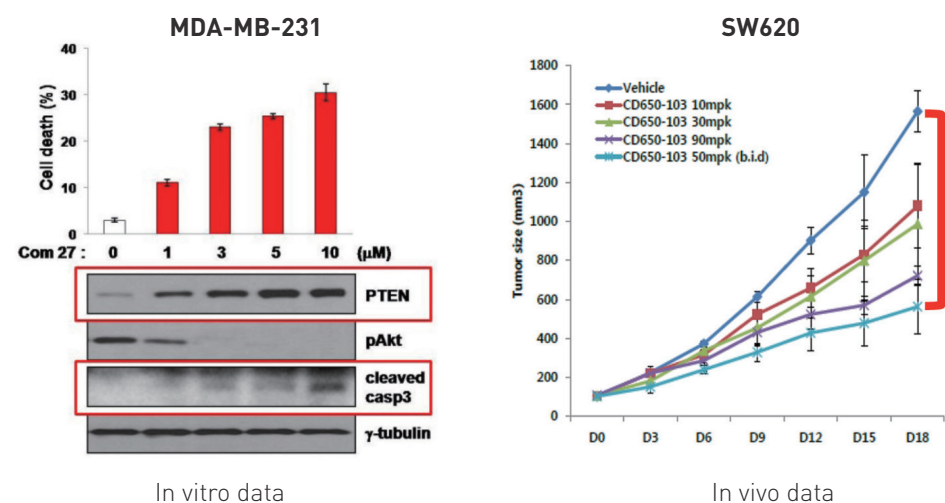 MDA-MB-231
40
30
20
10
0
Cell death (%)
Com 27 : 0 1 3 5 10 (μM)
PTEN
pAkt
cleaved
casp3
γ-tubulin
In vitro data
SW620
1800
1600
1400
1200
1000
800
600
400
200
0
Tumor size (mm3)
Vehicle
CD650-103 10mpk
CD650-103 30mpk
CD650-103 90mpk
CD650-103 50mpk (b.i.d)
D0 D3 D6 D9 D12 D15 D18
In vivo data